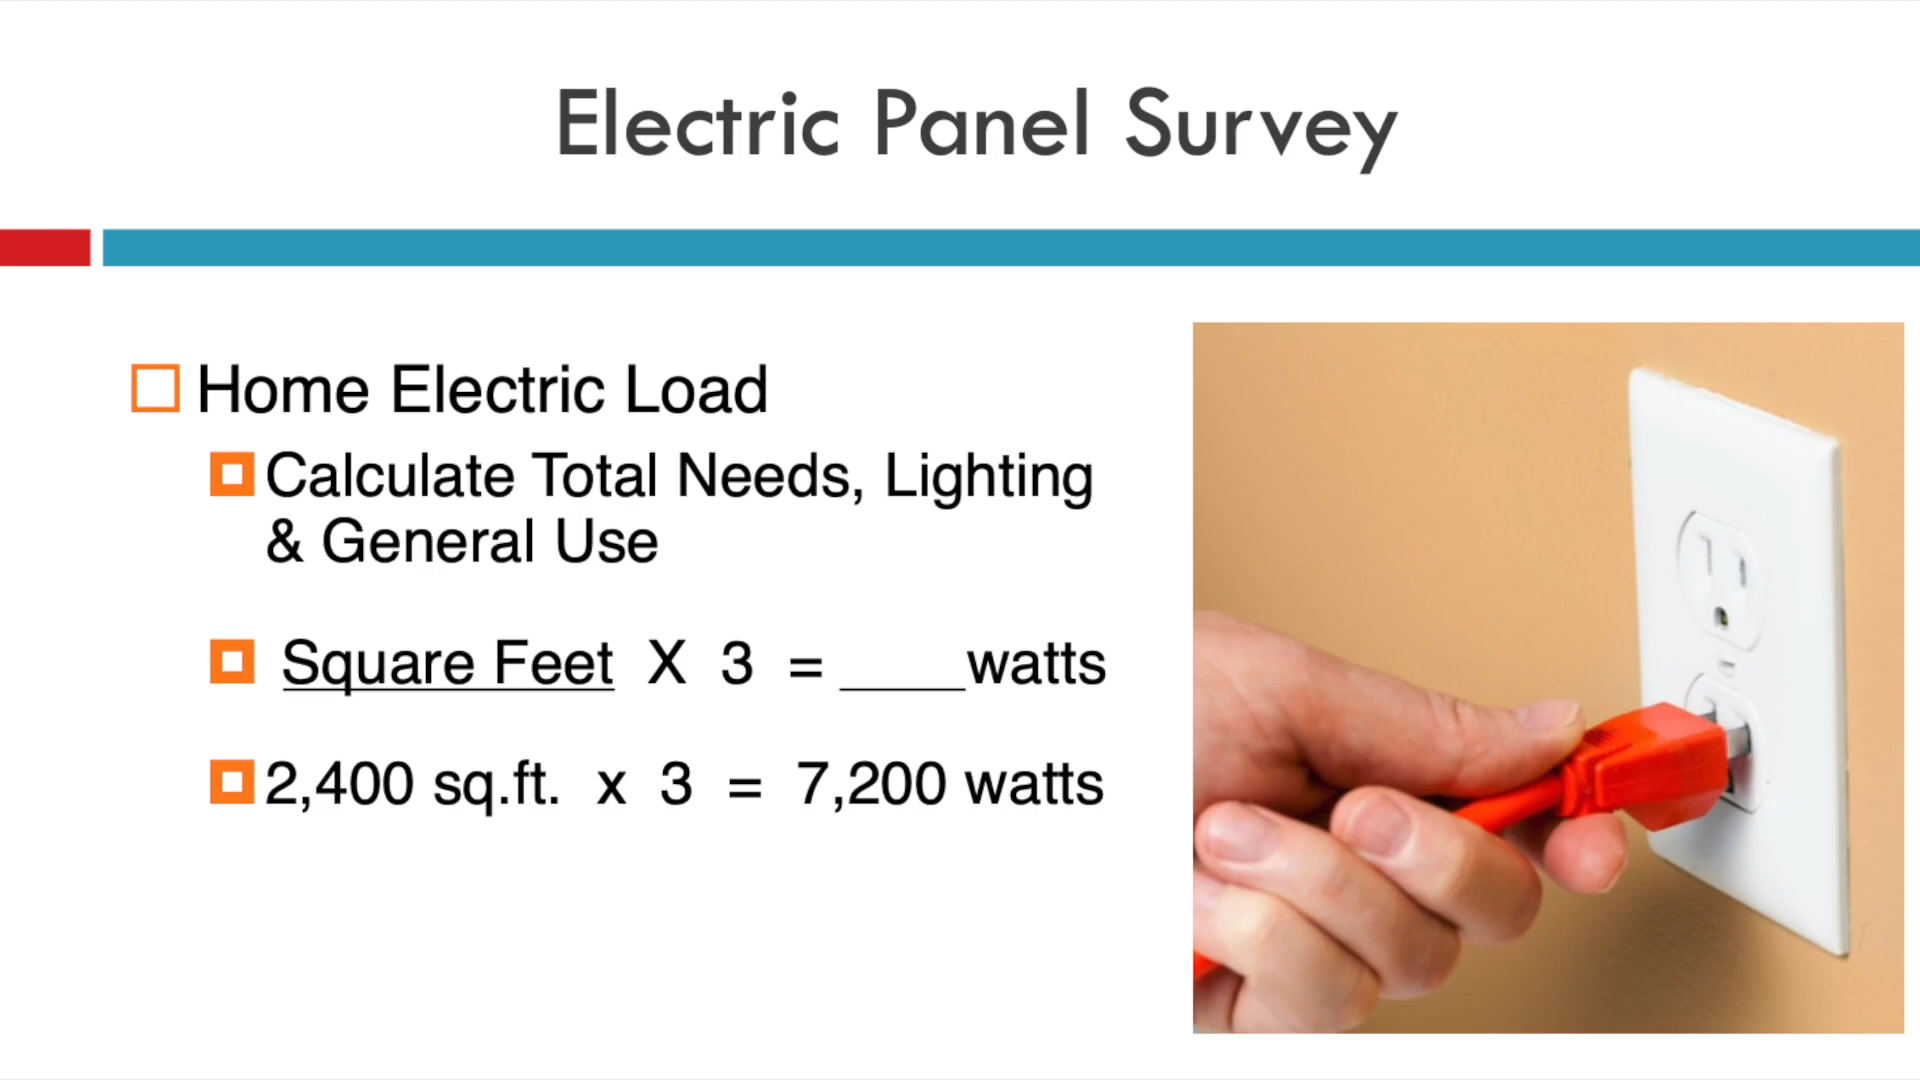 Electric Panel Survey
Home Electric Load
Calculate Total Needs, Lighting
& General Use
Square Feet X 3 = ____watts
2,400 sq.ft. x 3 = 7,200 watts